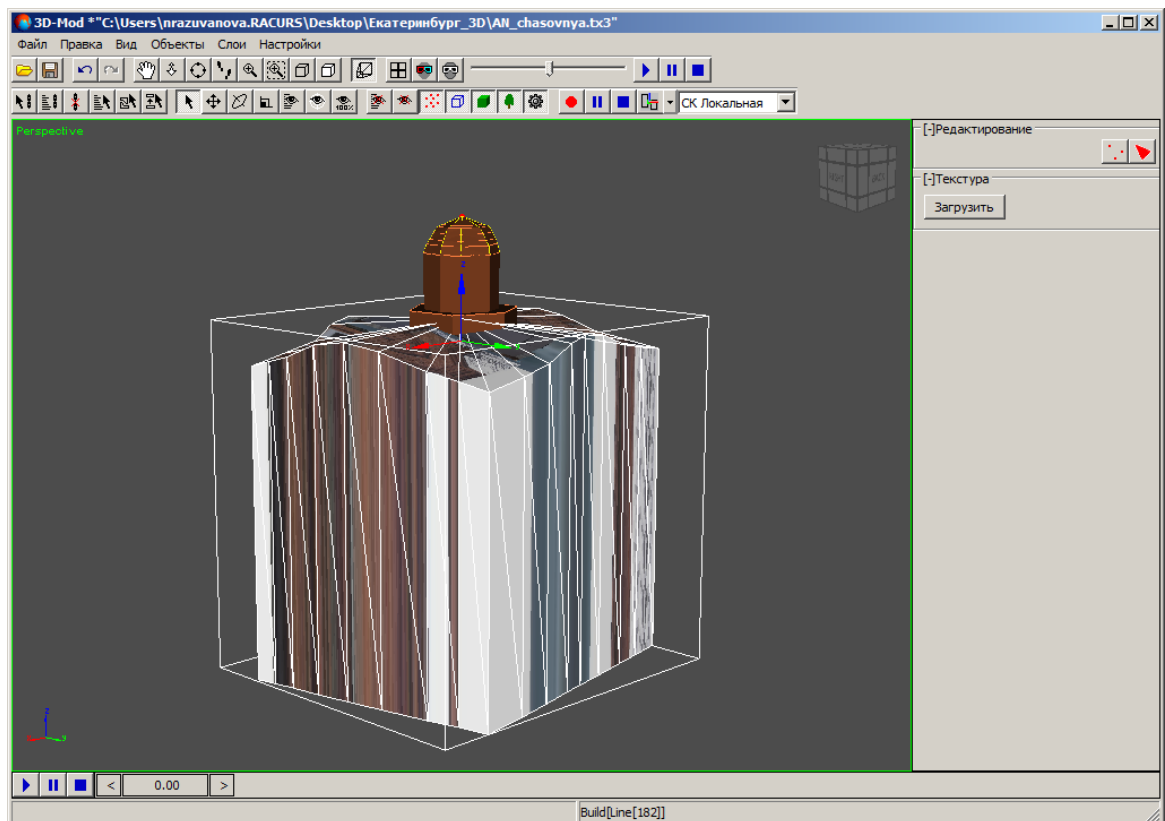 3D-Mod *"C:\Users\nrazuvanova.RACURS\Desktop\Екатеринбург_3D\AN_chasovnya.tx3"
Файл Правка Вид Объекты Слои Настройки
100%
СК Локальная
Perspective
[-]Редактирование
[-]Текстура
Загрузить
z
z
< 0.00 >
Build[Line[182]]